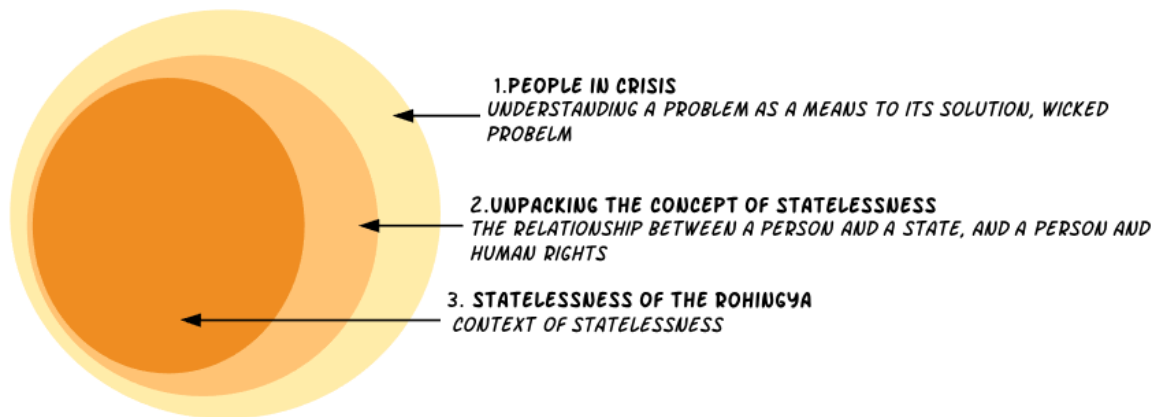 1.PEOPLE IN CRISIS
UNDERSTANDING A PROBLEM AS A MEANS TO ITS SOLUTION, WICKED
PROBELM
2.UNPACKING THE CONCEPT OF STATELESSNESS
THE RELATIONSHIP BETWEEN A PERSON AND A STATE, AND A PERSON AND
HUMAN RIGHTS
3. STATELESSNESS OF THE ROHINGYA
CONTEXT OF STATELESSNESS